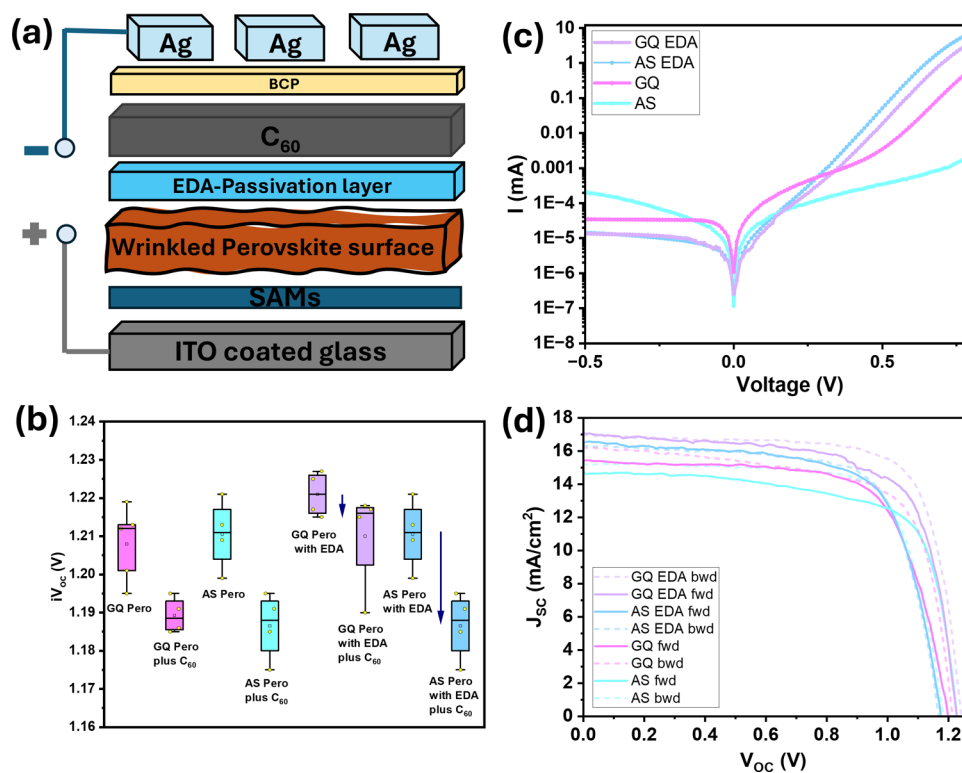 (a)
Ag Ag Ag
BCP
C60
EDA-Passivation layer
Wrinkled Perovskite surface
SAMs
ITO coated glass
−
+
(b)
iVoc (V)
1.24
1.23
1.22
1.21
1.20
1.19
1.18
1.17
1.16
GQ Pero
GQ Pero
plus C60
AS Pero
AS Pero
plus C60
GQ Pero
with EDA
GQ Pero
with EDA
plus C60
AS Pero
with EDA
AS Pero
with EDA
plus C60
(c)
GQ EDA
AS EDA
GQ
AS
I (mA)
10
1
0.1
0.01
0.001
1E−4
1E−5
1E−6
1E−7
1E−8
−0.5 0.0 0.5
Voltage (V)
(d)
JSC (mA/cm2)
18
16
14
12
10
8
6
4
2
0
GQ EDA bwd
GQ EDA fwd
AS EDA fwd
AS EDA bwd
GQ fwd
GQ bwd
AS fwd
AS bwd
0.0 0.2 0.4 0.6 0.8 1.0 1.2
VOC (V)